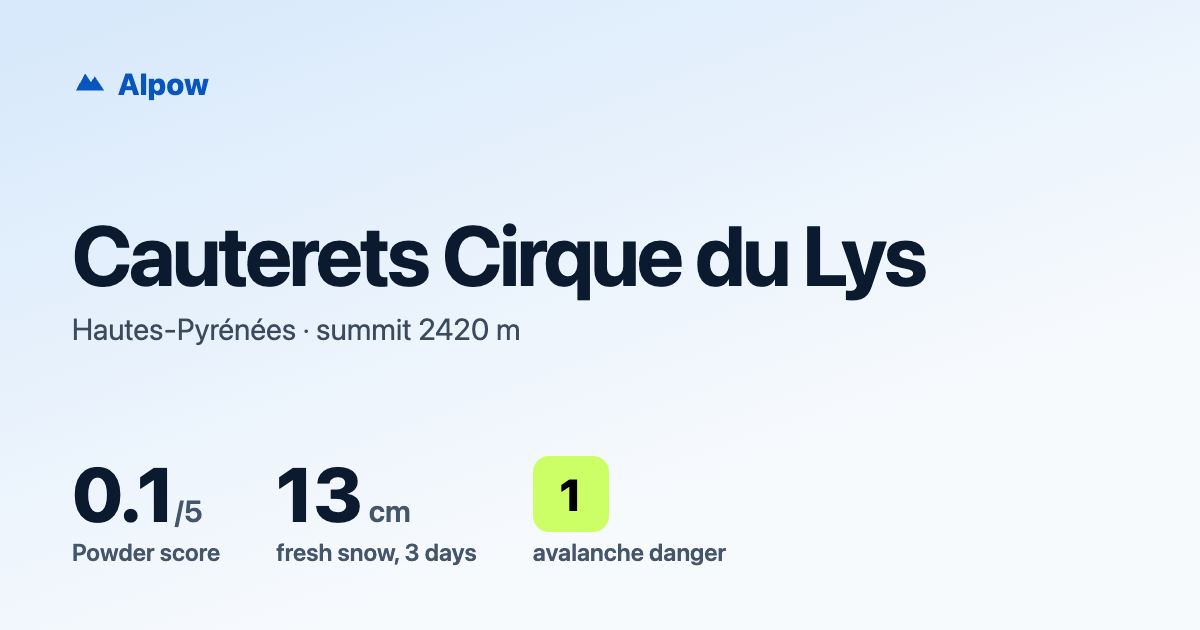 Alpow
Cauterets Cirque du Lys
Hautes-Pyrénées · summit 2420 m
0.1/5
Powder score
13 cm
fresh snow, 3 days
1
avalanche danger